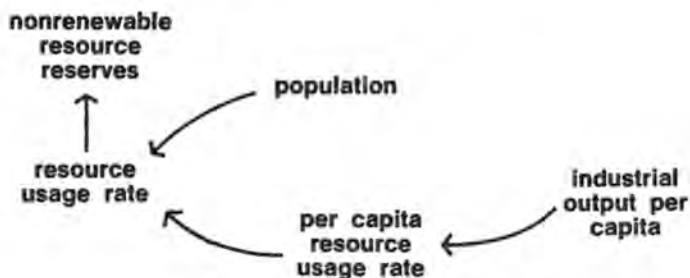 nonrenewable
resource
reserves
population
resource
usage rate
industrial
output per
capita
per capita
resource
usage rate